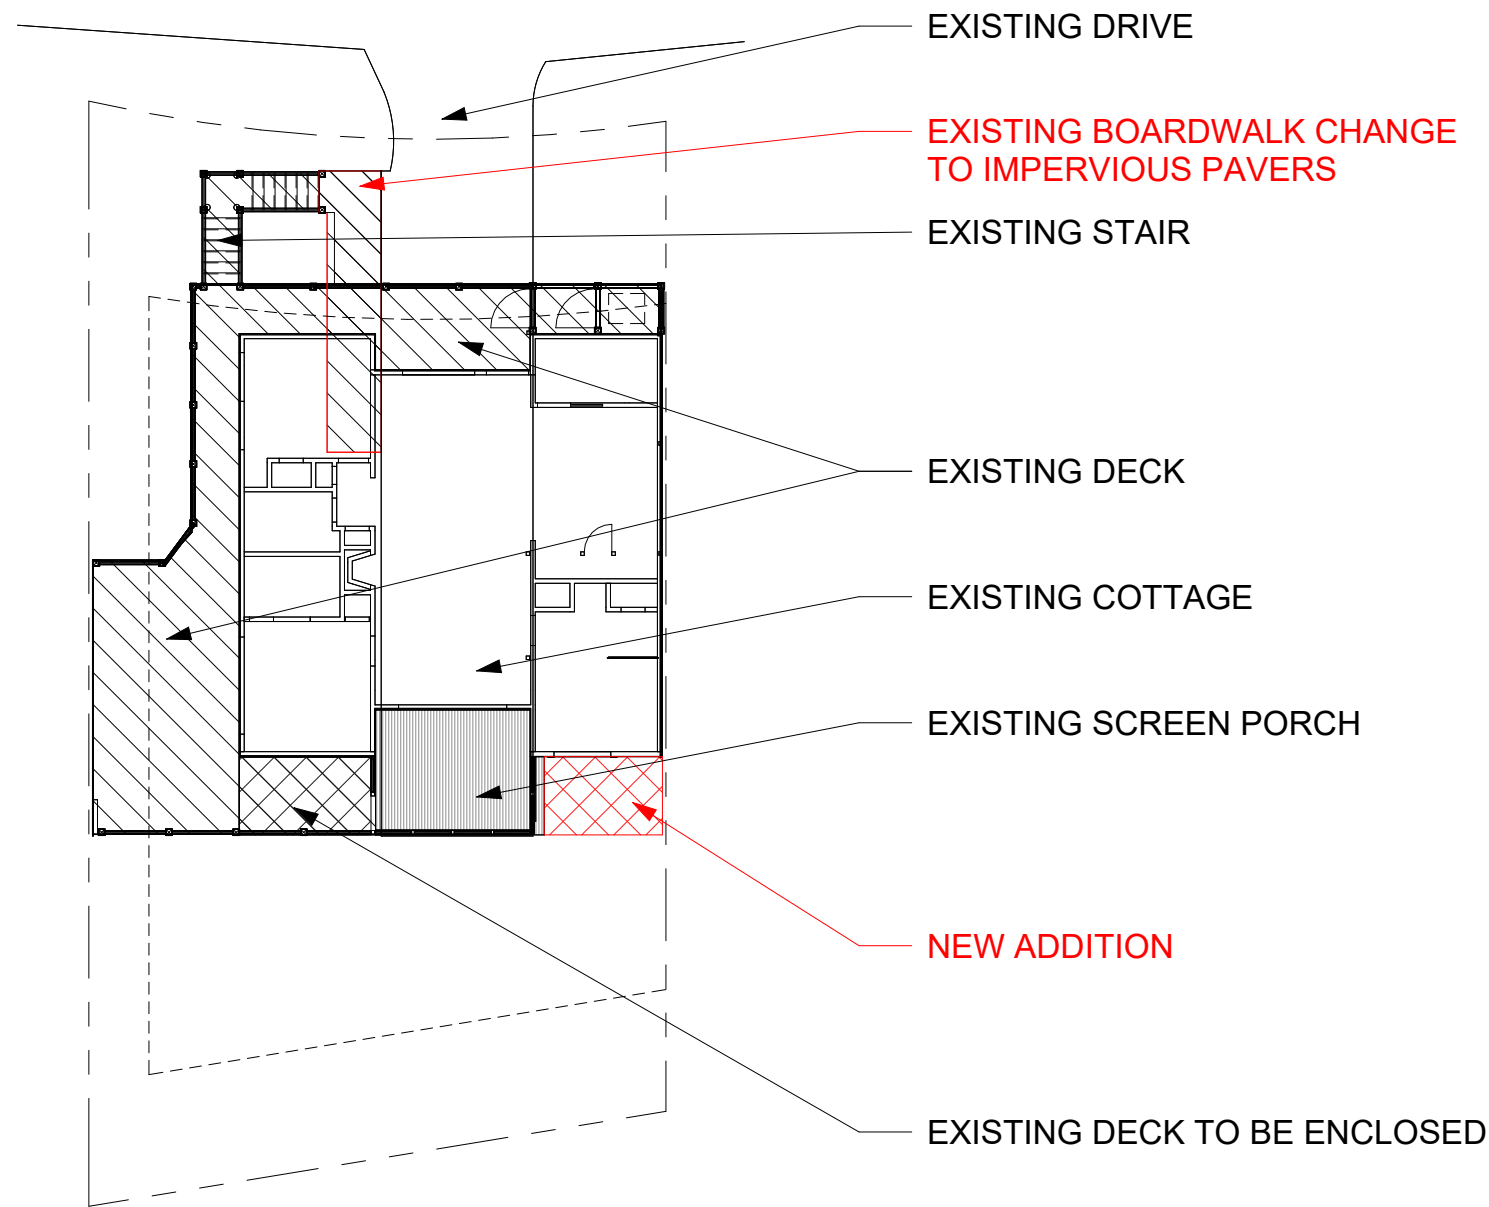 EXISTING DRIVE
EXISTING BOARDWALK CHANGE
TO IMPERVIOUS PAVERS
EXISTING STAIR
EXISTING DECK
EXISTING COTTAGE
EXISTING SCREEN PORCH
NEW ADDITION
EXISTING DECK TO BE ENCLOSED